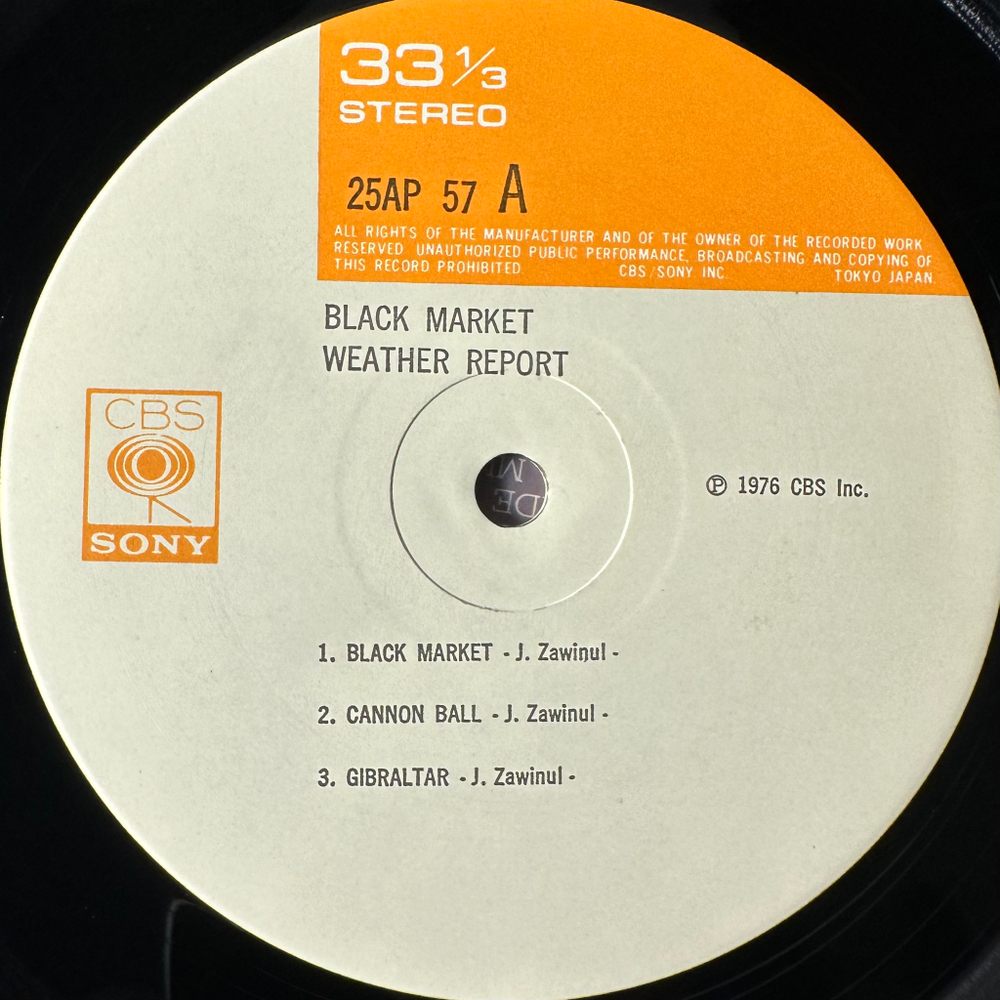 33 1/3
STEREO
25AP 57 A
ALL RIGHTS OF THE MANUFACTURER AND OF THE OWNER OF THE RECORDED WORK
RESERVED UNAUTHORIZED PUBLIC PERFORMANCE, BROADCASTING AND COPYING OF
THIS RECORD PROHIBITED CBS/SONY INC. TOKYO JAPAN.
BLACK MARKET
WEATHER REPORT
CBS
SONY
Ⓟ 1976 CBS Inc.
1. BLACK MARKET - J. Zawinul -
2. CANNON BALL - J. Zawinul -
3. GIBRALTAR - J. Zawinul -